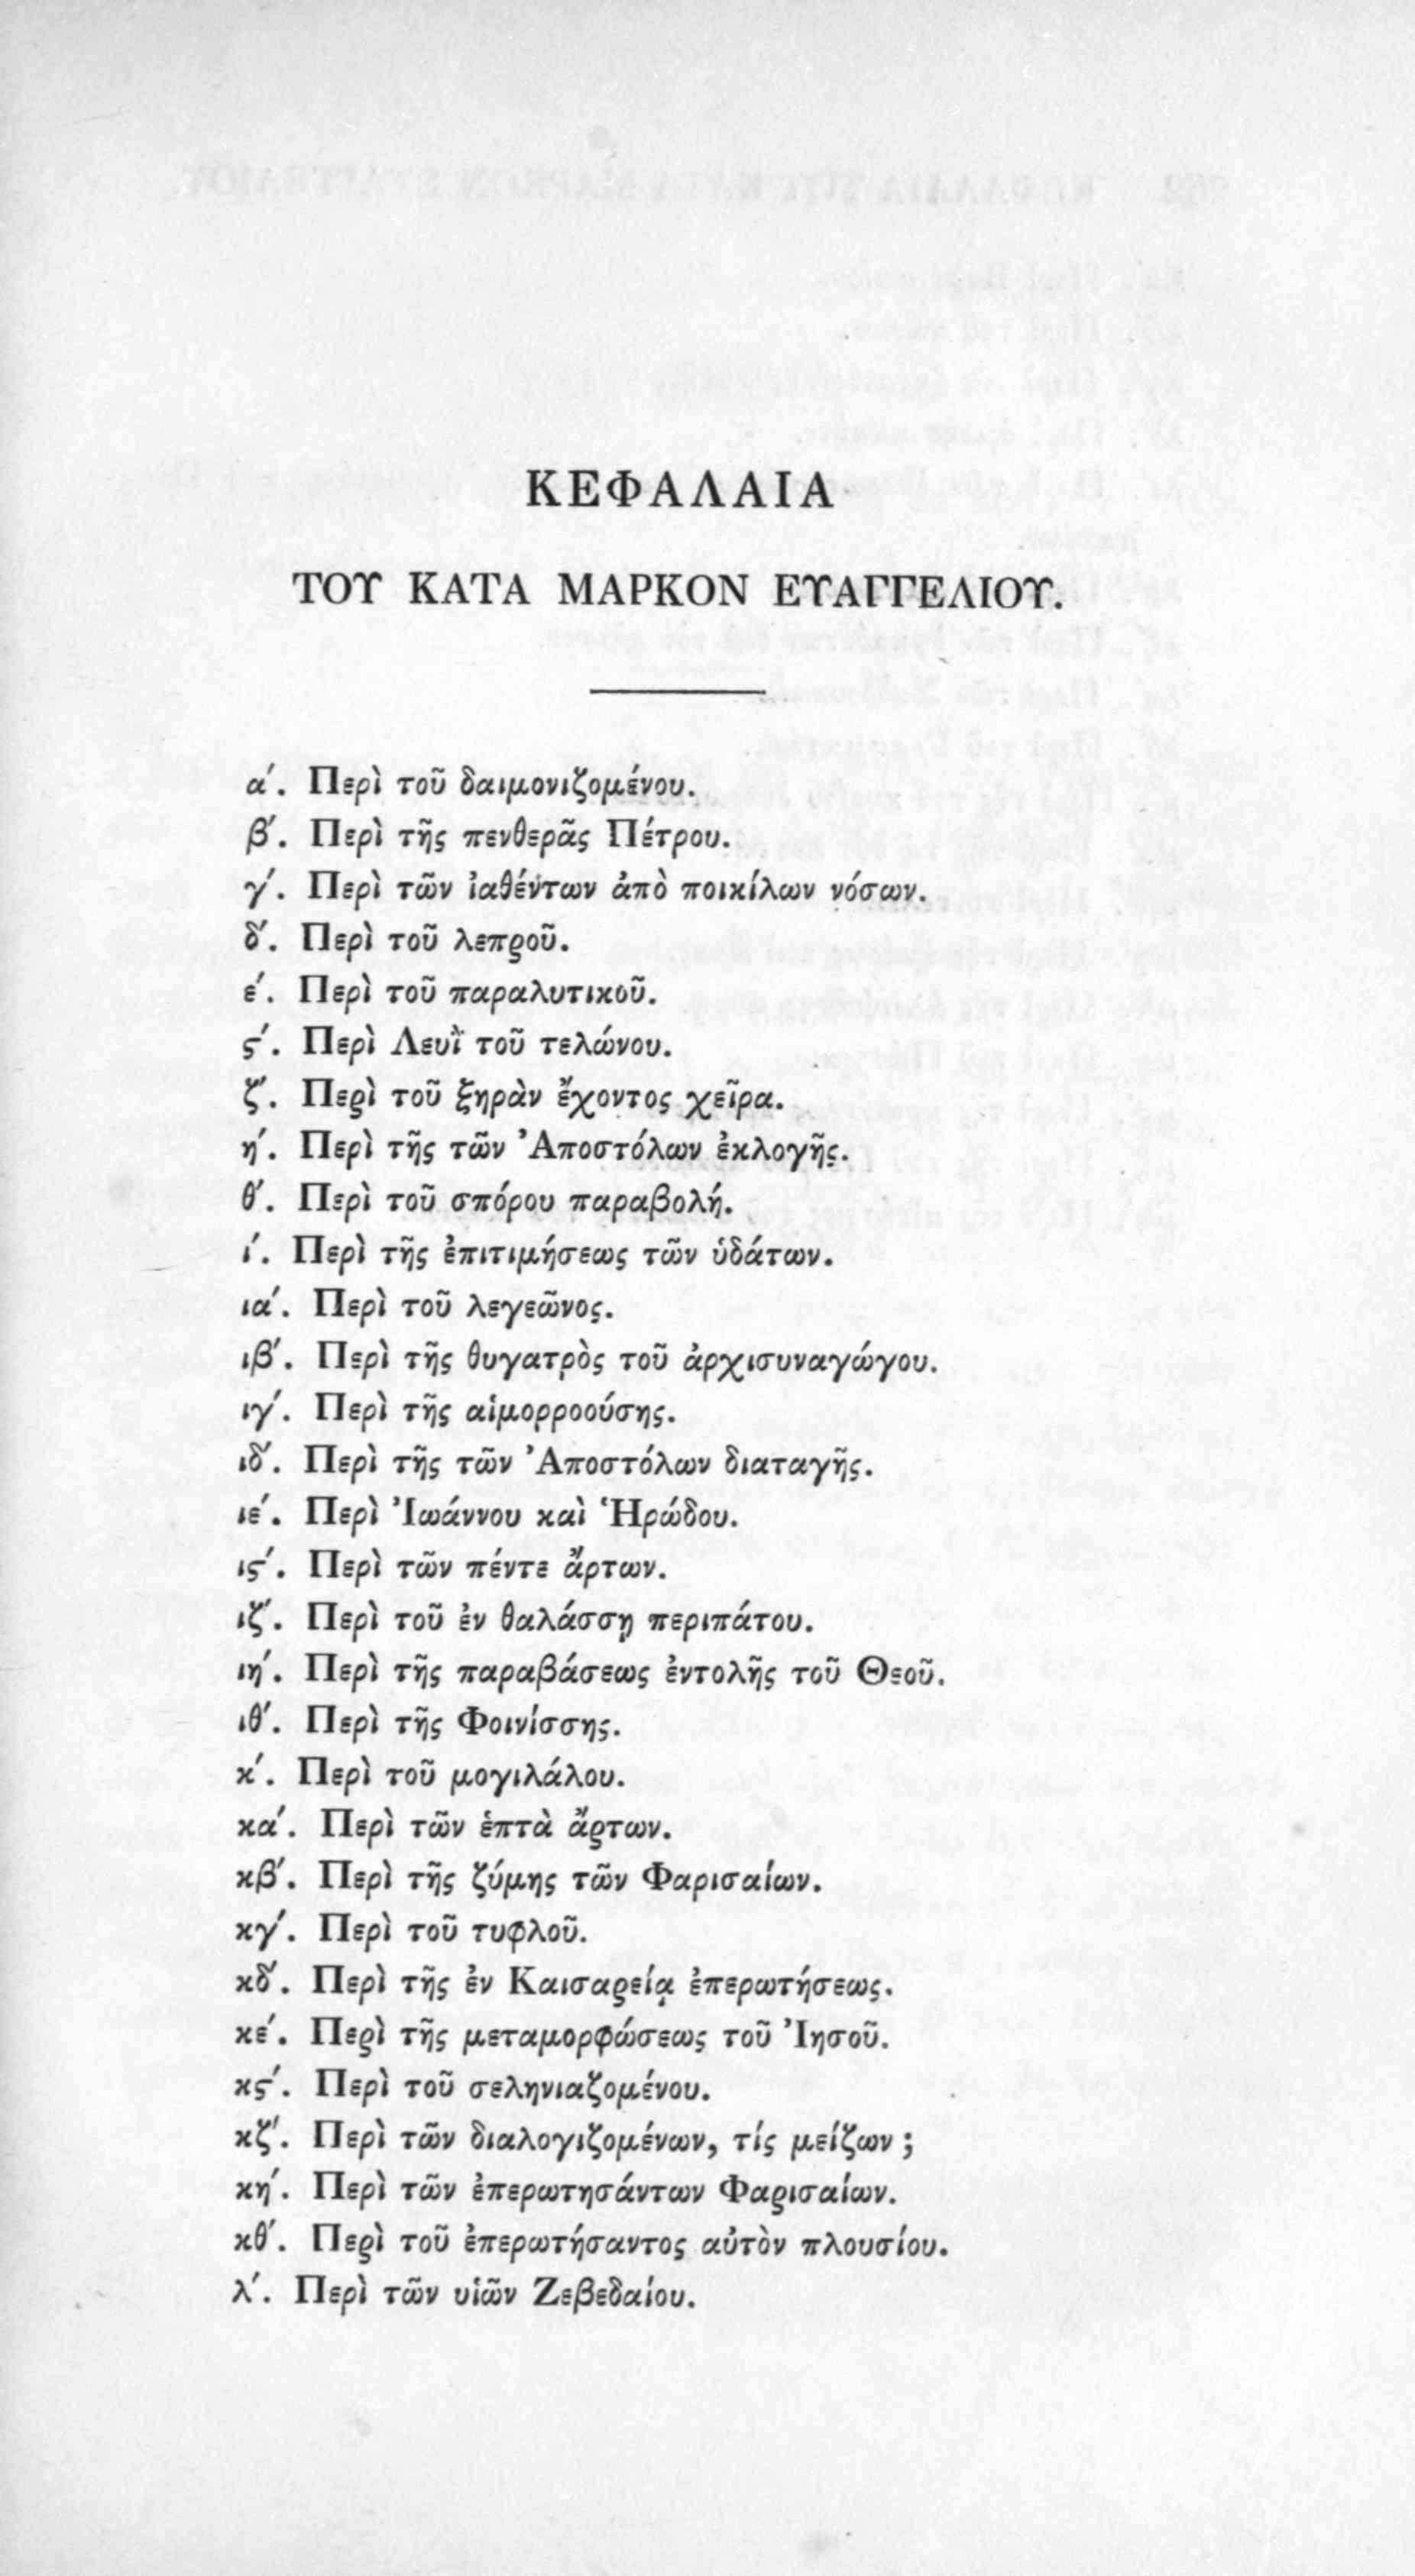 ΚΕΦΑΛΑΙΑ
ΤΟΥ ΚΑΤΑ ΜΑΡΚΟΝ ΕΥΑΓΓΕΛΙΟΥ.
α΄. Περὶ τοῦ δαιμονιζομένου.
β΄. Περὶ τῆς πενθερᾶς Πέτρου.
γ΄. Περὶ τῶν ἰαθέντων ἀπὸ ποικίλων νόσων.
δ΄. Περὶ τοῦ λεπροῦ.
ε΄. Περὶ τοῦ παραλυτικοῦ.
ς΄. Περὶ Λευῒ τοῦ τελώνου.
ζ΄. Περὶ τοῦ ξηρὰν ἔχοντος χεῖρα.
η΄. Περὶ τῆς τῶν Ἀποστόλων ἐκλογῆς.
θ΄. Περὶ τοῦ σπόρου παραβολή.
ι΄. Περὶ τῆς ἐπιτιμήσεως τῶν ὑδάτων.
ια΄. Περὶ τοῦ λεγεῶνος.
ιβ΄. Περὶ τῆς θυγατρὸς τοῦ ἀρχισυναγώγου.
ιγ΄. Περὶ τῆς αἱμορροούσης.
ιδ΄. Περὶ τῆς τῶν Ἀποστόλων διαταγῆς.
ιε΄. Περὶ Ἰωάννου καὶ Ἡρώδου.
ις΄. Περὶ τῶν πέντε ἄρτων.
ιζ΄. Περὶ τοῦ ἐν θαλάσσῃ περιπάτου.
ιη΄. Περὶ τῆς παραβάσεως ἐντολῆς τοῦ Θεοῦ.
ιθ΄. Περὶ τῆς Φοινίσσης.
κ΄. Περὶ τοῦ μογιλάλου.
κα΄. Περὶ τῶν ἑπτὰ ἄρτων.
κβ΄. Περὶ τῆς ζύμης τῶν Φαρισαίων.
κγ΄. Περὶ τοῦ τυφλοῦ.
κδ΄. Περὶ τῆς ἐν Καισαρείᾳ ἐπερωτήσεως.
κε΄. Περὶ τῆς μεταμορφώσεως τοῦ Ἰησοῦ.
κς΄. Περὶ τοῦ σεληνιαζομένου.
κζ΄. Περὶ τῶν διαλογιζομένων, τίς μείζων ;
κη΄. Περὶ τῶν ἐπερωτησάντων Φαρισαίων.
κθ΄. Περὶ τοῦ ἐπερωτήσαντος αὐτὸν πλουσίου.
λ΄. Περὶ τῶν υἱῶν Ζεβεδαίου.